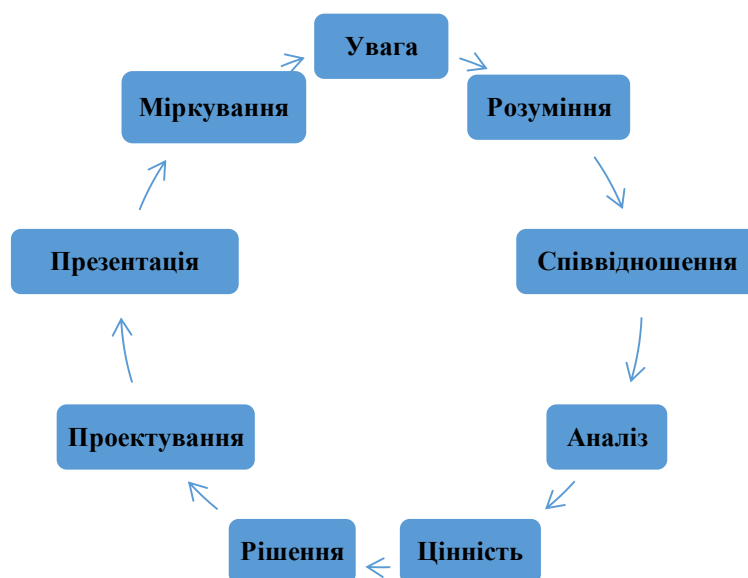 Увага
Розуміння
Співвідношення
Аналіз
Цінність
Рішення
Проектування
Презентація
Міркування